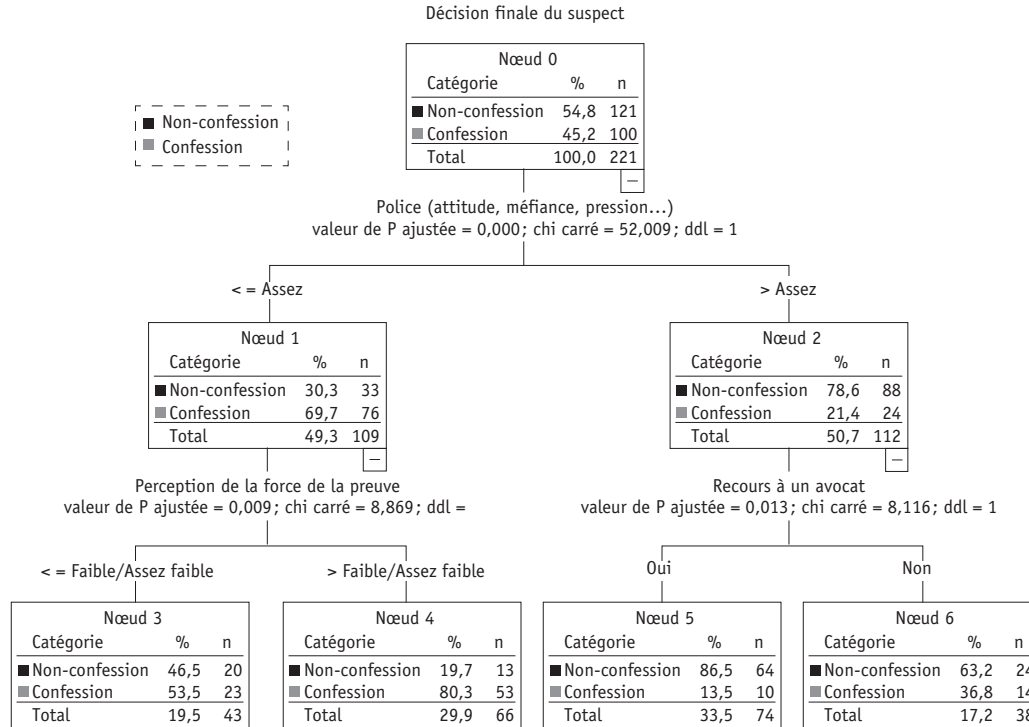 Décision finale du suspect
Nœud 0
Catégorie % n
Non-confession 54,8 121
Confession 45,2 100
Total 100,0 221
Non-confession
Confession
Police (attitude, méfiance, pression…)
valeur de P ajustée = 0,000; chi carré = 52,009; ddl = 1
< = Assez
> Assez
Nœud 1
Catégorie % n
Non-confession 30,3 33
Confession 69,7 76
Total 49,3 109
Nœud 2
Catégorie % n
Non-confession 78,6 88
Confession 21,4 24
Total 50,7 112
Perception de la force de la preuve
valeur de P ajustée = 0,009; chi carré = 8,869; ddl =
Recours à un avocat
valeur de P ajustée = 0,013; chi carré = 8,116; ddl = 1
< = Faible/Assez faible
> Faible/Assez faible
Oui
Non
Nœud 3
Catégorie % n
Non-confession 46,5 20
Confession 53,5 23
Total 19,5 43
Nœud 4
Catégorie % n
Non-confession 19,7 13
Confession 80,3 53
Total 29,9 66
Nœud 5
Catégorie % n
Non-confession 86,5 64
Confession 13,5 10
Total 33,5 74
Nœud 6
Catégorie % n
Non-confession 63,2 24
Confession 36,8 14
Total 17,2 38